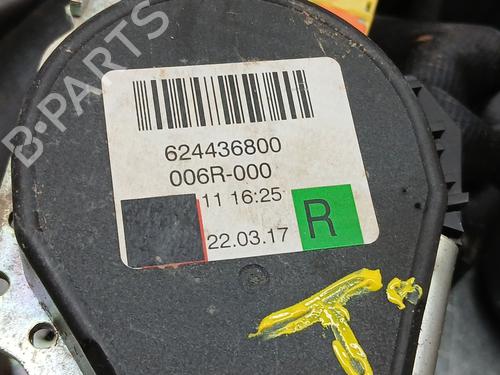 B-PARTS
624436800
006R-000
11 16:25
22.03.17
R
T.